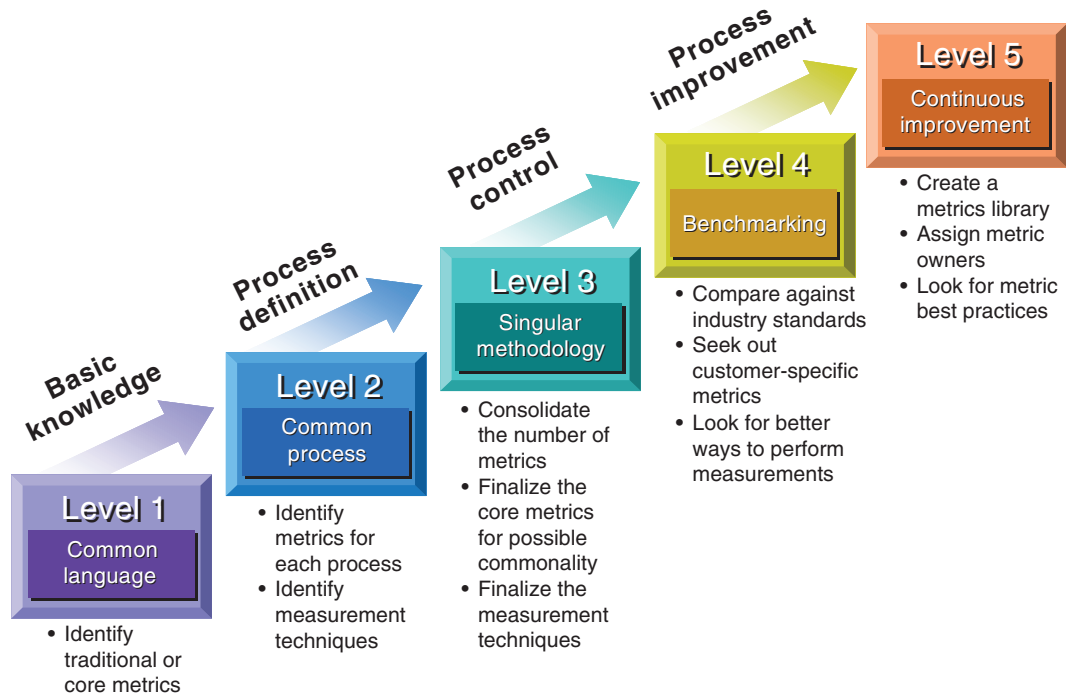 Basic
knowledge
Level 1
Common
language
• Identify
traditional or
core metrics
Process
definition
Level 2
Common
process
• Identify
metrics for
each process
• Identify
measurement
techniques
Process
control
Level 3
Singular
methodology
• Consolidate
the number of
metrics
• Finalize the
core metrics
for possible
commonality
• Finalize the
measurement
techniques
Process
improvement
Level 4
Benchmarking
• Compare against
industry standards
• Seek out
customer-specific
metrics
• Look for better
ways to perform
measurements
Level 5
Continuous
improvement
• Create a
metrics library
• Assign metric
owners
• Look for metric
best practices